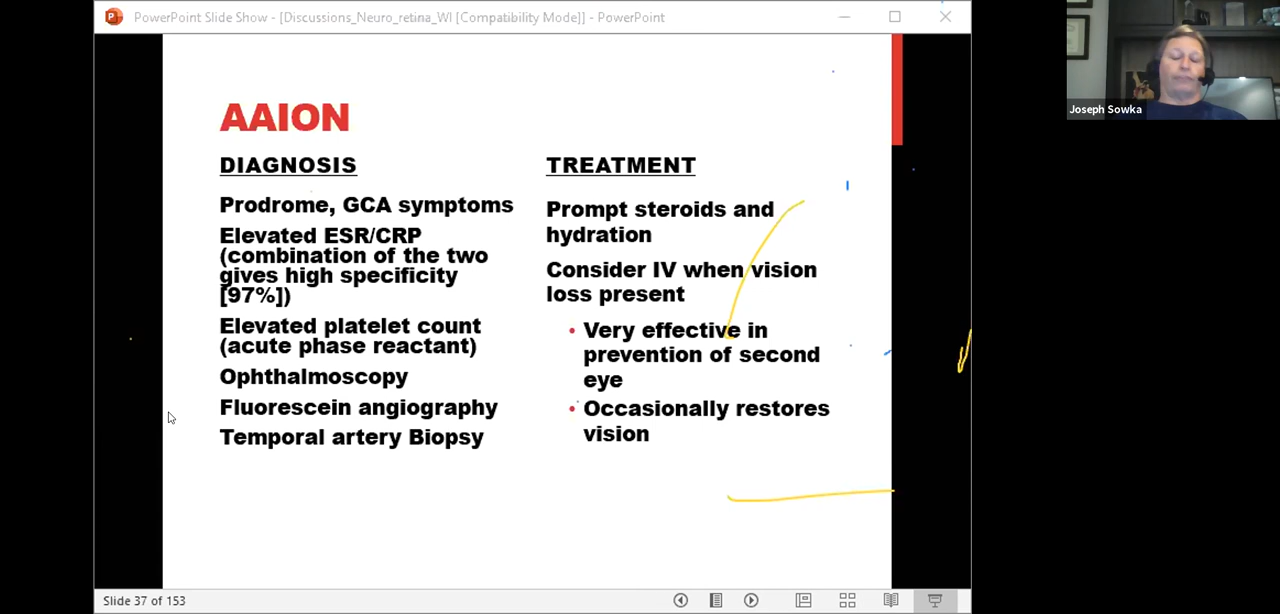 PowerPoint Slide Show - [Discussions_Neuro_retina_WI [Compatibility Mode]] - PowerPoint
Joseph Sowka
AAION
DIAGNOSIS
Prodrome, GCA symptoms
Elevated ESR/CRP
(combination of the two
gives high specificity
[97%])
Elevated platelet count
(acute phase reactant)
Ophthalmoscopy
Fluorescein angiography
Temporal artery Biopsy
TREATMENT
Prompt steroids and
hydration
Consider IV when vision
loss present
• Very effective in
prevention of second
eye
• Occasionally restores
vision
Slide 37 of 153